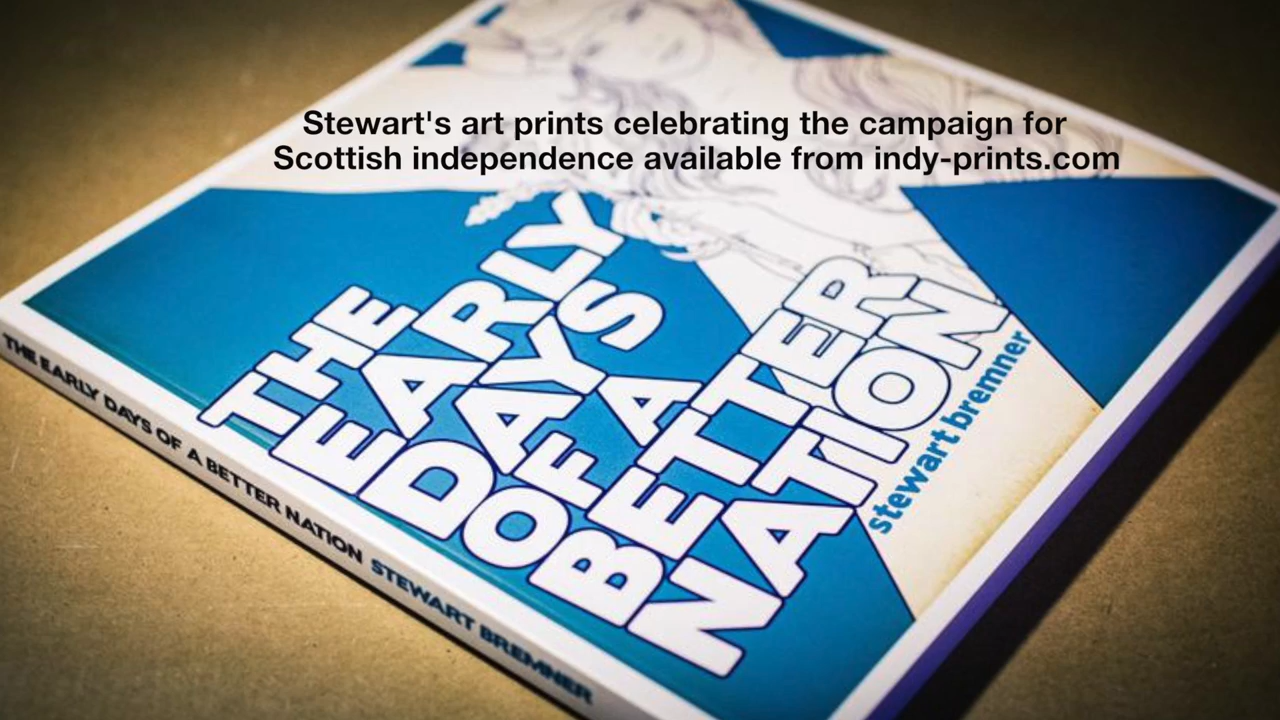 Stewart's art prints celebrating the campaign for
Scottish independence available from indy-prints.com
THE
EARLY
DAYS
OF A
BETTER
NATION
stewart bremner
THE EARLY DAYS OF A BETTER NATION STEWART BREMNER